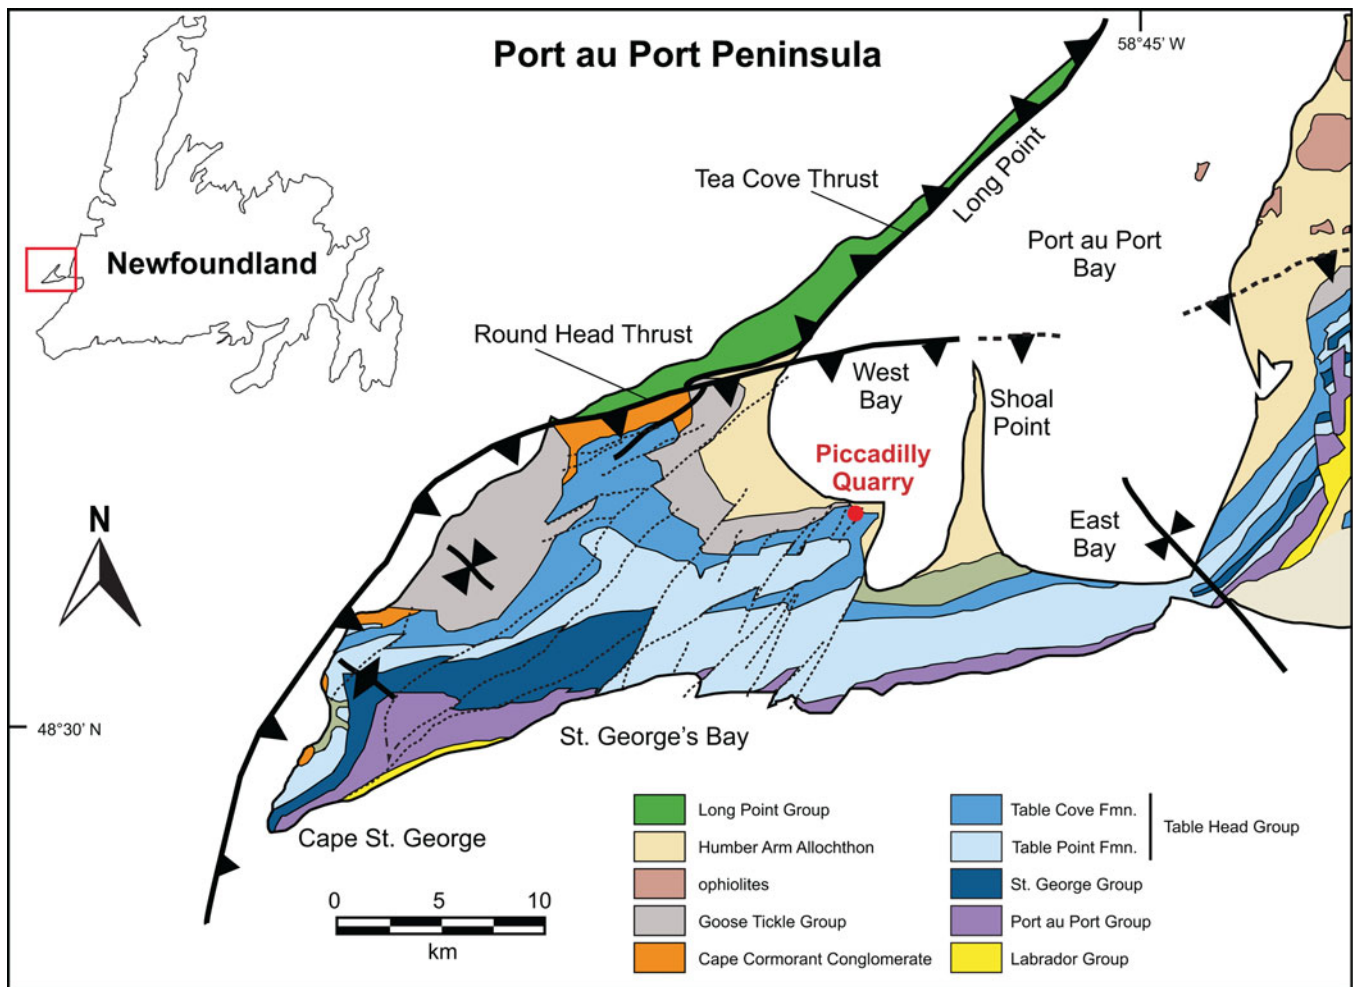 Port au Port Peninsula
58°45' W
Newfoundland
Tea Cove Thrust
Long Point
Port au Port
Bay
Round Head Thrust
West
Bay
Shoal
Point
Piccadilly
Quarry
N
East
Bay
48°30' N
St. George's Bay
Cape St. George
0 5 10
km
Long Point Group
Humber Arm Allochthon
ophiolites
Goose Tickle Group
Cape Cormorant Conglomerate
Table Cove Fmn.
Table Point Fmn.
Table Head Group
St. George Group
Port au Port Group
Labrador Group